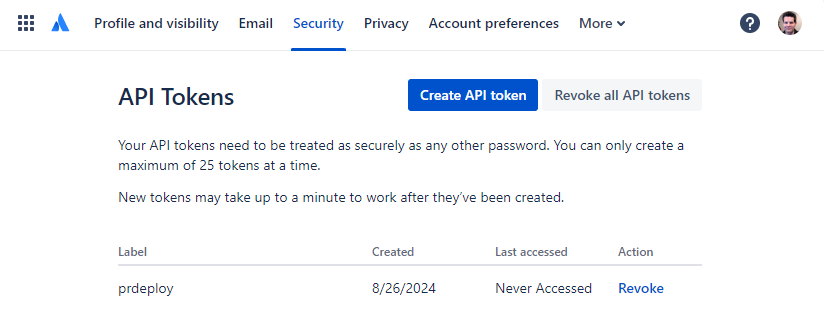 Profile and visibility Email Security Privacy Account preferences More ?
API Tokens Create API token Revoke all API tokens
Your API tokens need to be treated as securely as any other password. You can only create a
maximum of 25 tokens at a time.
New tokens may take up to a minute to work after they’ve been created.
Label Created Last accessed Action
prdeploy 8/26/2024 Never Accessed Revoke